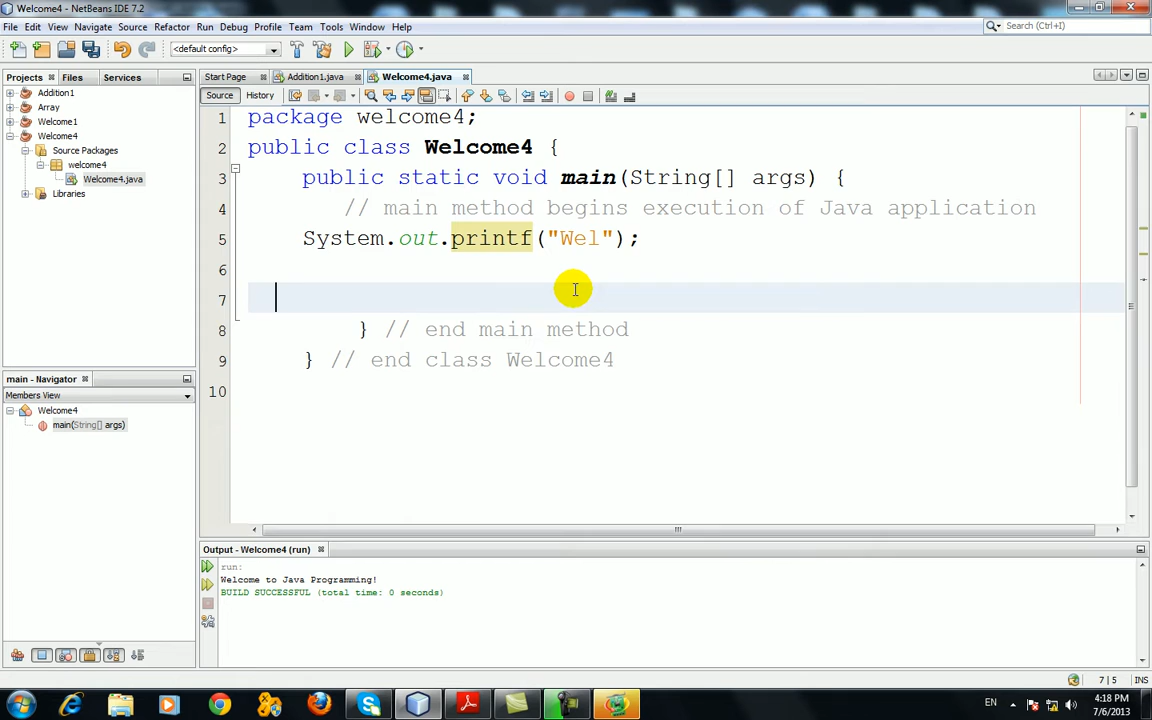 Welcome4 - NetBeans IDE 7.2
File Edit View Navigate Source Refactor Run Debug Profile Team Tools Window Help
Search (Ctrl+I)
<default config>
Projects Files Services
Start Page Addition1.java Welcome4.java
Source History
Addition1
Array
Welcome1
Welcome4
Source Packages
welcome4
Welcome4.java
Libraries
1 package welcome4;
2 public class Welcome4 {
3 public static void main(String[] args) {
4 // main method begins execution of Java application
5 System.out.printf("Wel");
6
7
8 } // end main method
9 } // end class Welcome4
10
main - Navigator
Members View
Welcome4
main(String[] args)
Output - Welcome4 (run)
run:
Welcome to Java Programming!
BUILD SUCCESSFUL (total time: 0 seconds)
7 | 5 INS
EN
4:18 PM
7/6/2013